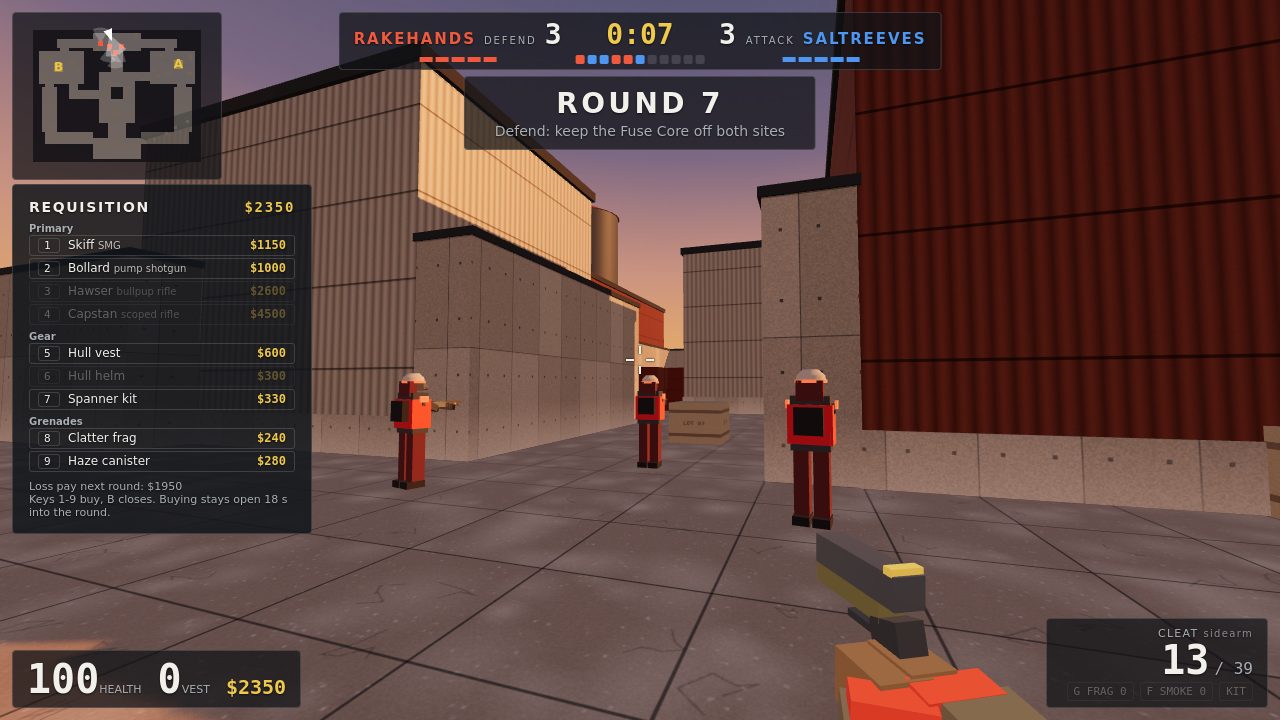 RAKEHANDS DEFEND 3 0:07 3 ATTACK SALTREEVES
ROUND 7
Defend: keep the Fuse Core off both sites
B A
REQUISITION $2350
Primary
1 Skiff SMG $1150
2 Bollard pump shotgun $1000
3 Hawser bullpup rifle $2600
4 Capstan scoped rifle $4500
Gear
5 Hull vest $600
6 Hull helm $300
7 Spanner kit $330
Grenades
8 Clatter frag $240
9 Haze canister $280
Loss pay next round: $1950
Keys 1-9 buy, B closes. Buying stays open 18 s
into the round.
100 HEALTH 0 VEST $2350
CLEAT sidearm
13 / 39
G FRAG 0 F SMOKE 0 KIT